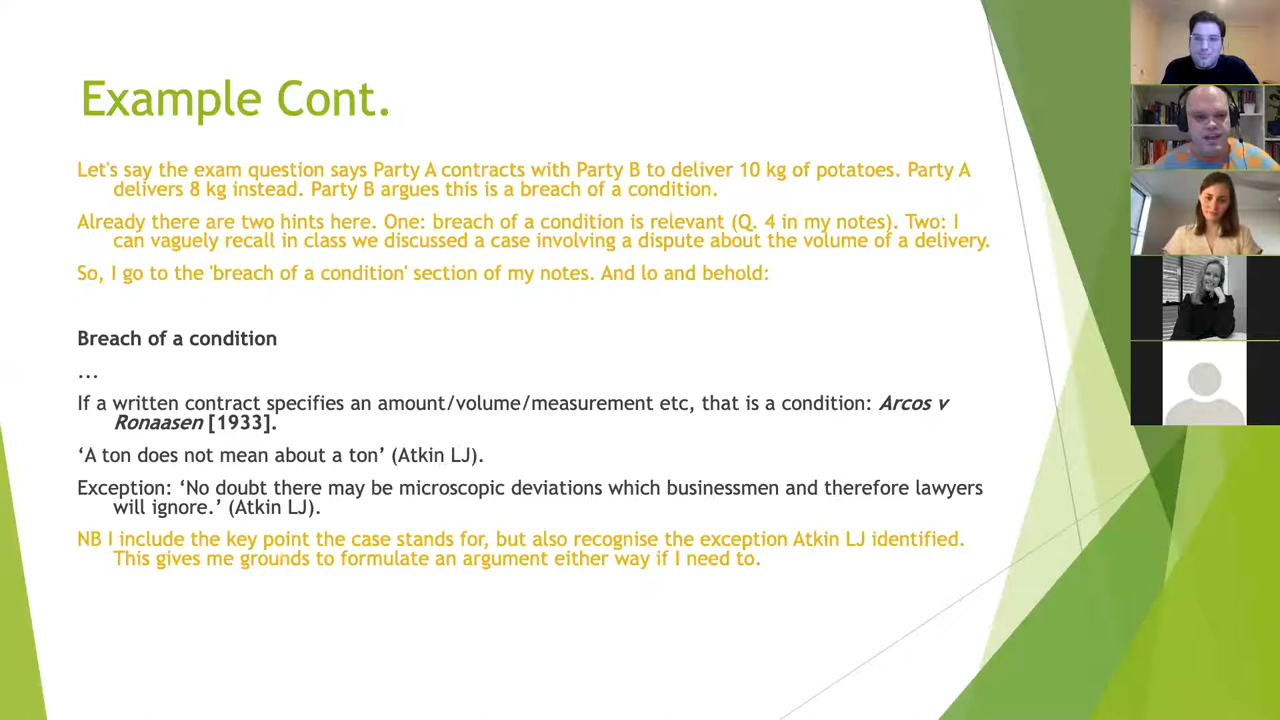 Example Cont.
Let's say the exam question says Party A contracts with Party B to deliver 10 kg of potatoes. Party A
delivers 8 kg instead. Party B argues this is a breach of a condition.
Already there are two hints here. One: breach of a condition is relevant (Q. 4 in my notes). Two: I
can vaguely recall in class we discussed a case involving a dispute about the volume of a delivery.
So, I go to the 'breach of a condition' section of my notes. And lo and behold:
Breach of a condition
...
If a written contract specifies an amount/volume/measurement etc, that is a condition: Arcos v
Ronaasen [1933].
‘A ton does not mean about a ton’ (Atkin LJ).
Exception: ‘No doubt there may be microscopic deviations which businessmen and therefore lawyers
will ignore.’ (Atkin LJ).
NB I include the key point the case stands for, but also recognise the exception Atkin LJ identified.
This gives me grounds to formulate an argument either way if I need to.